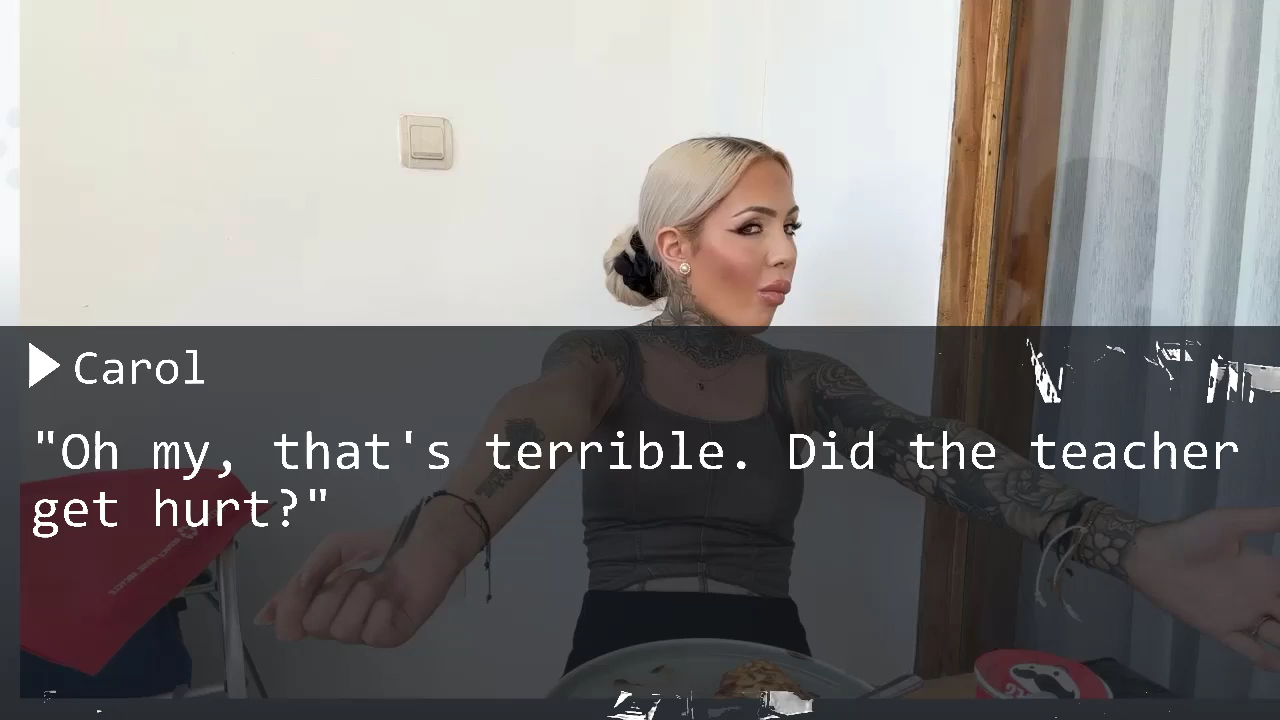 Carol
"Oh my, that's terrible. Did the teacher
get hurt?"